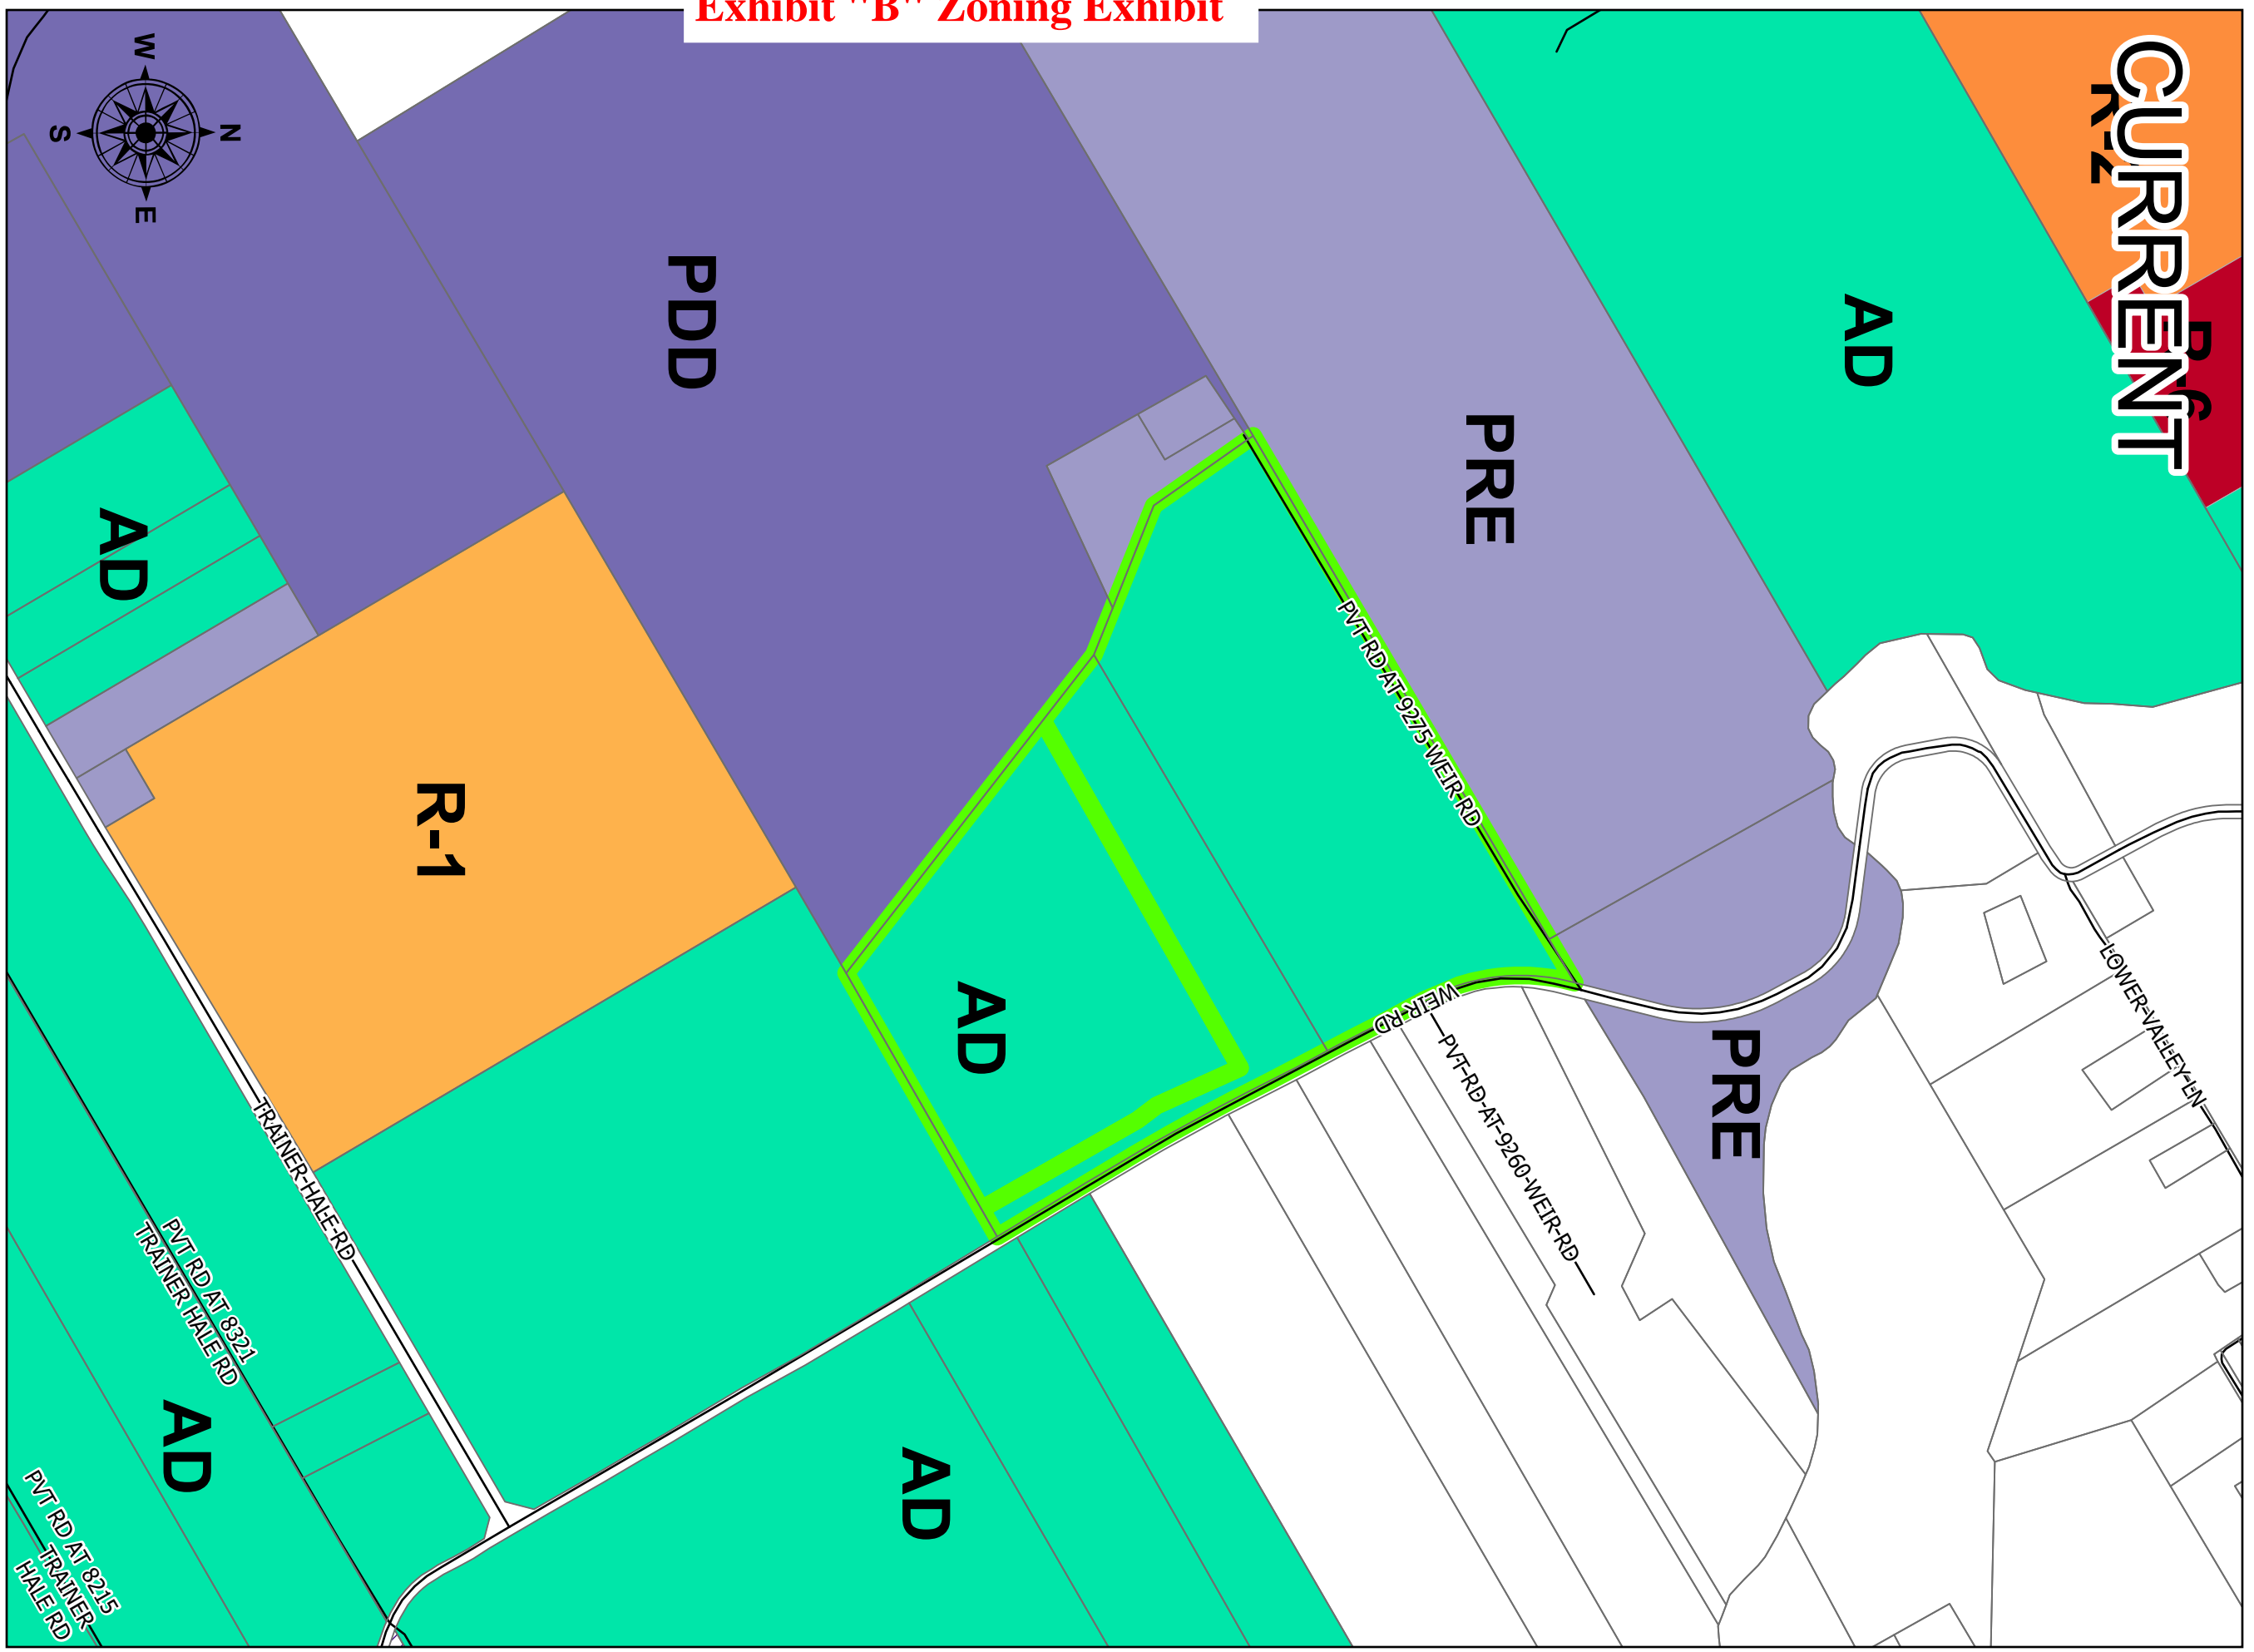 Exhibit "B" Zoning Exhibit
CURRENT
W
N
S
E
R-2
AD
PDD
PRE
AD
R-1
PVT-RD-AT-9275-WEIR-RD
AD
WEIR RD
PVT-RD-AT-9260-WEIR-RD
PRE
LOWER-VALLEY-LN
TRAINER-HALE-RD
PVT RD AT 8321
TRAINER HALE RD
AD
AD
PVT RD AT 8215
TRAINER
HALE RD